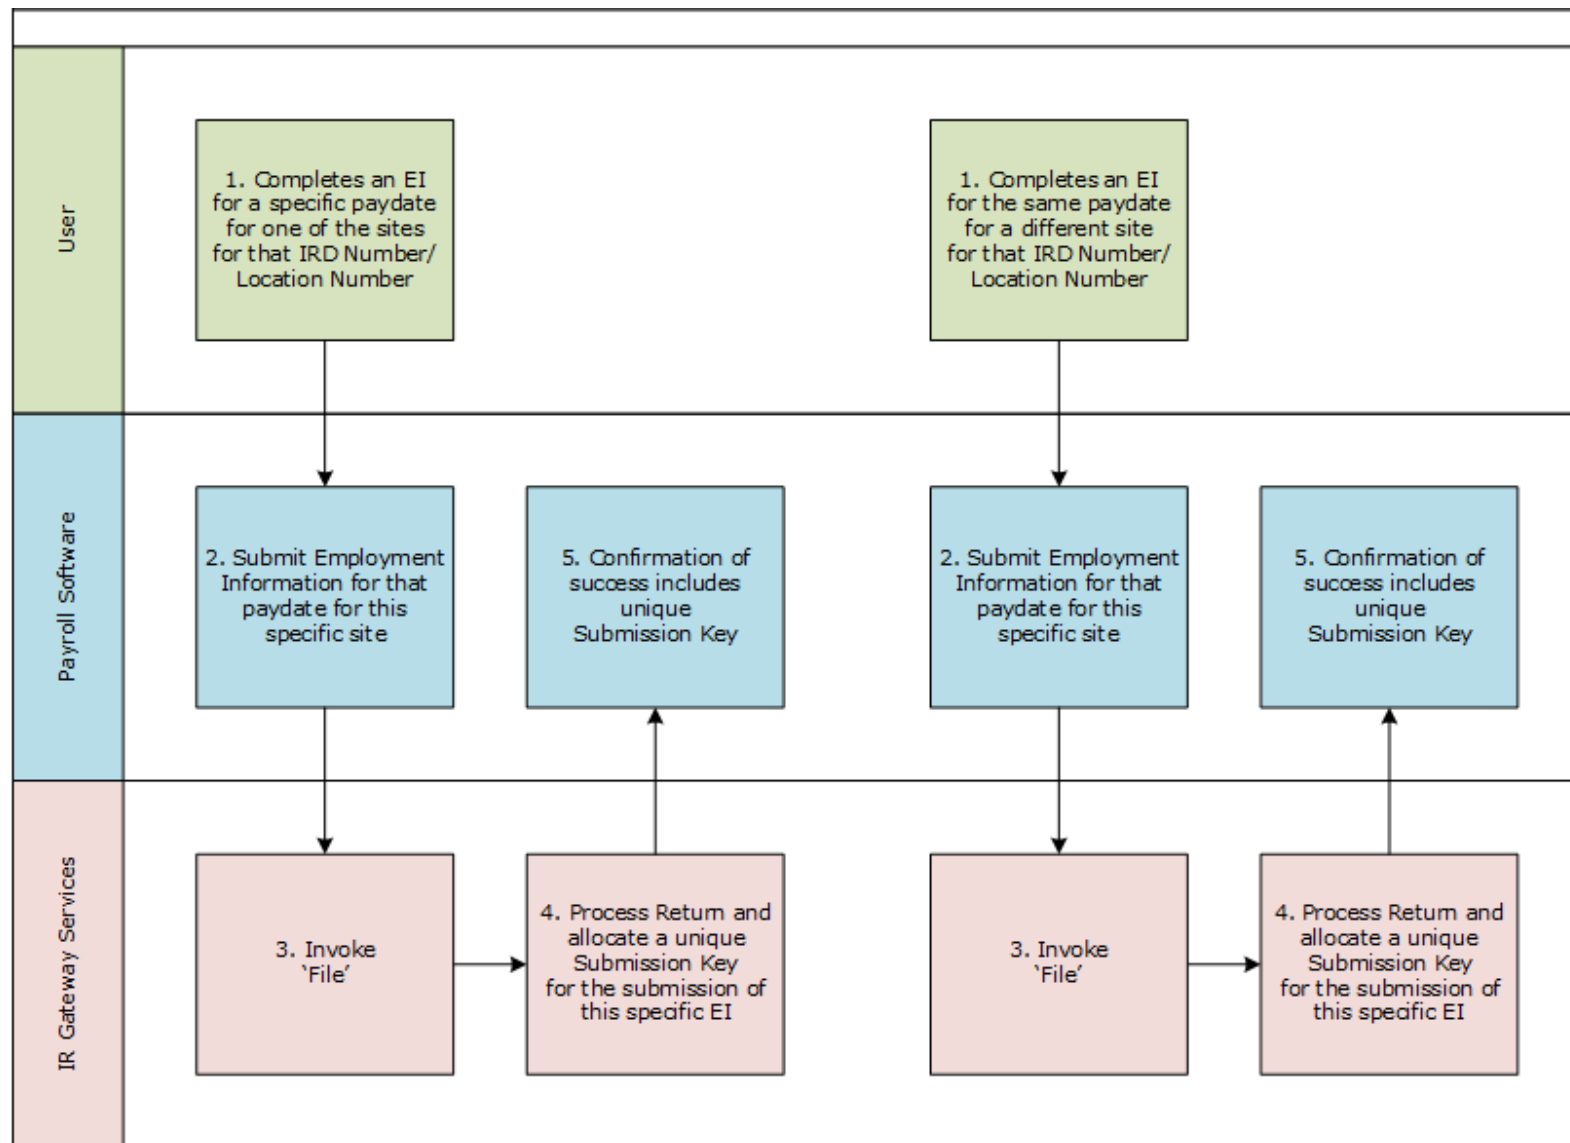 User
1. Completes an EI
for a specific paydate
for one of the sites
for that IRD Number/
Location Number
1. Completes an EI
for the same paydate
for a different site
for that IRD Number/
Location Number
Payroll Software
2. Submit Employment
Information for that
paydate for this
specific site
5. Confirmation of
success includes
unique
Submission Key
2. Submit Employment
Information for that
paydate for this
specific site
5. Confirmation of
success includes
unique
Submission Key
IR Gateway Services
3. Invoke
‘File’
4. Process Return and
allocate a unique
Submission Key
for the submission of
this specific EI
3. Invoke
‘File’
4. Process Return and
allocate a unique
Submission Key
for the submission of
this specific EI